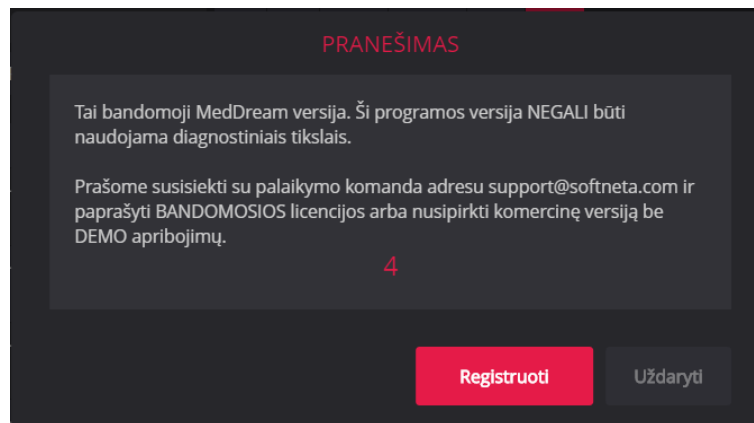 PRANEŠIMAS
Tai bandomoji MedDream versija. Ši programos versija NEGALI būti
naudojama diagnostiniais tikslais.
Prašome susisiekti su palaikymo komanda adresu support@softneta.com ir
paprašyti BANDOMOSIOS licencijos arba nusipirkti komercinę versiją be
DEMO apribojimų.
4
Registruoti
Uždaryti